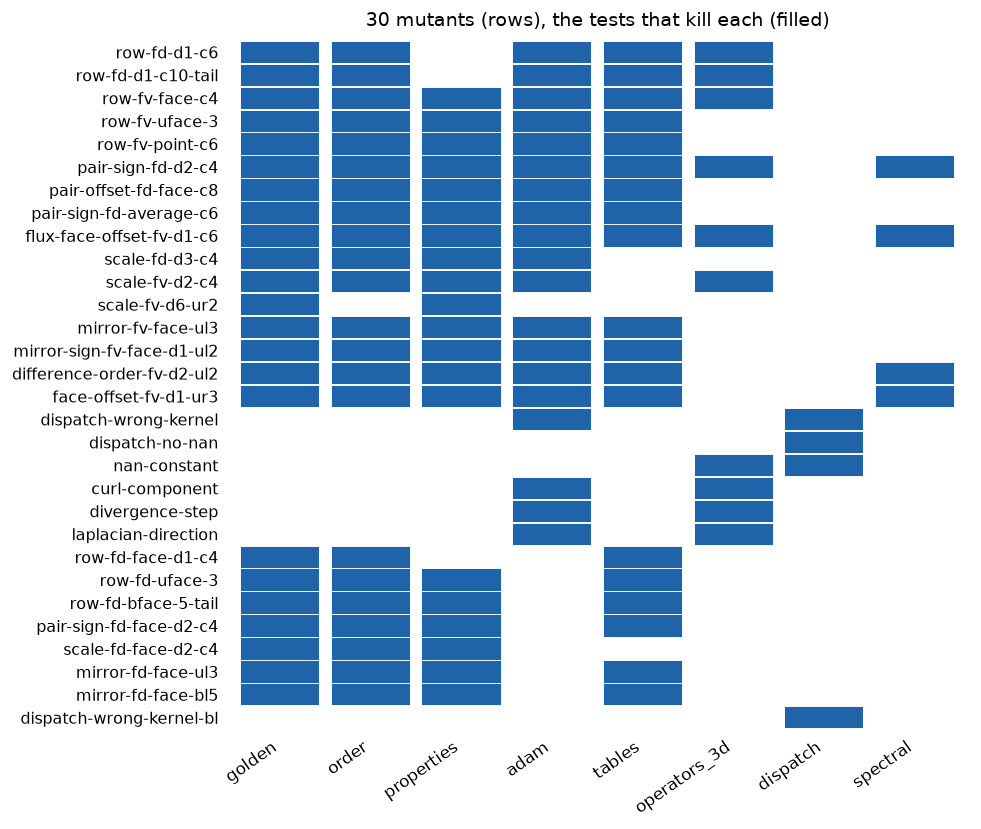 30 mutants (rows), the tests that kill each (filled)
row-fd-d1-c6
row-fd-d1-c10-tail
row-fv-face-c4
row-fv-uface-3
row-fv-point-c6
pair-sign-fd-d2-c4
pair-offset-fd-face-c8
pair-sign-fd-average-c6
flux-face-offset-fv-d1-c6
scale-fd-d3-c4
scale-fv-d2-c4
scale-fv-d6-ur2
mirror-fv-face-ul3
mirror-sign-fv-face-d1-ul2
difference-order-fv-d2-ul2
face-offset-fv-d1-ur3
dispatch-wrong-kernel
dispatch-no-nan
nan-constant
curl-component
divergence-step
laplacian-direction
row-fd-face-d1-c4
row-fd-uface-3
row-fd-bface-5-tail
pair-sign-fd-face-d2-c4
scale-fd-face-d2-c4
mirror-fd-face-ul3
mirror-fd-face-bl5
dispatch-wrong-kernel-bl
golden
order
properties
adam
tables
operators_3d
dispatch
spectral